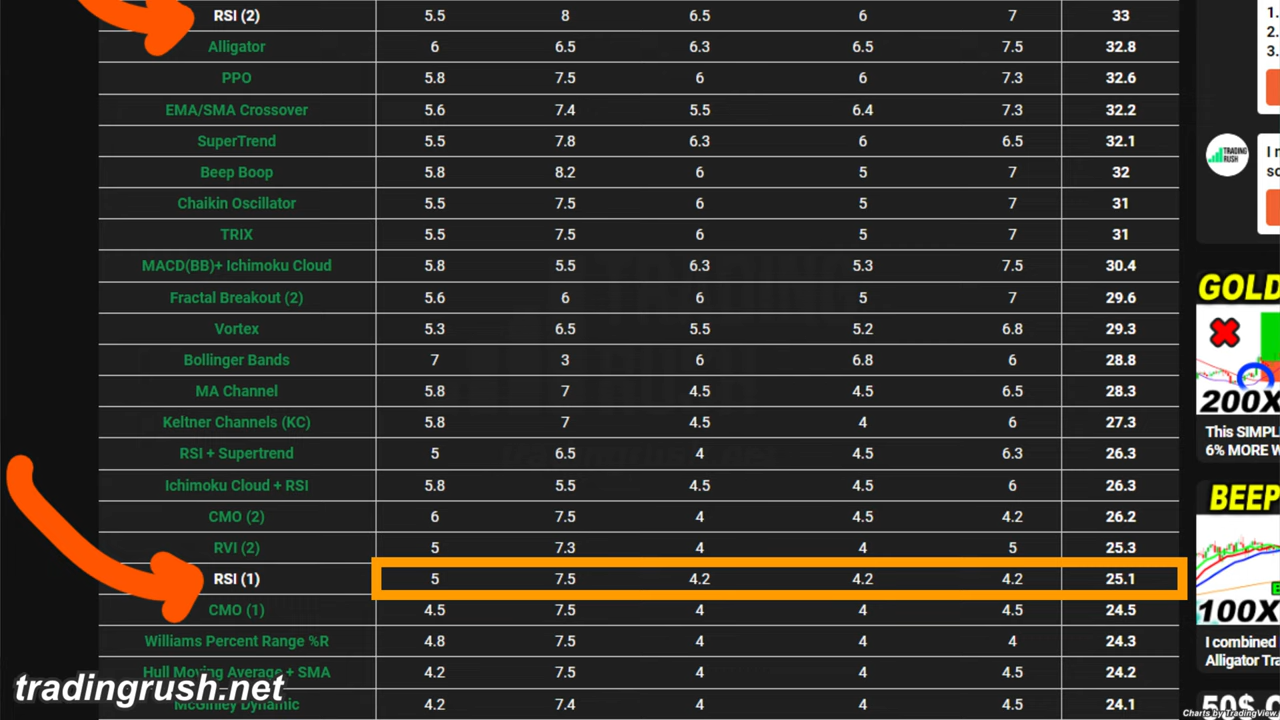 RSI (2) 5.5 8 6.5 6 7 33
Alligator 6 6.5 6.3 6.5 7.5 32.8
PPO 5.8 7.5 6 6 7.3 32.6
EMA/SMA Crossover 5.6 7.4 5.5 6.4 7.3 32.2
SuperTrend 5.5 7.8 6.3 6 6.5 32.1
Beep Boop 5.8 8.2 6 5 7 32
Chaikin Oscillator 5.5 7.5 6 5 7 31
TRIX 5.5 7.5 6 5 7 31
MACD(BB)+ Ichimoku Cloud 5.8 5.5 6.3 5.3 7.5 30.4
Fractal Breakout (2) 5.6 6 6 5 7 29.6
Vortex 5.3 6.5 5.5 5.2 6.8 29.3
Bollinger Bands 7 3 6 6.8 6 28.8
MA Channel 5.8 7 4.5 4.5 6.5 28.3
Keltner Channels (KC) 5.8 7 4.5 4 6 27.3
RSI + Supertrend 5 6.5 4 4.5 6.3 26.3
Ichimoku Cloud + RSI 5.8 5.5 4.5 4.5 6 26.3
CMO (2) 6 7.5 4 4.5 4.2 26.2
RVI (2) 5 7.3 4 4 5 25.3
RSI (1) 5 7.5 4.2 4.2 4.2 25.1
CMO (1) 4.5 7.5 4 4 4.5 24.5
Williams Percent Range %R 4.8 7.5 4 4 4 24.3
Hull Moving Average + SMA 4.2 7.5 4 4 4.5 24.2
McGinley Dynamic 4.2 7.4 4 4 4.5 24.1
tradingrush.net
1.
2.
3.
TRADING
RUSH
I
GOLD
200X
This SIMPL
6% MORE W
BEEP
100X
I combined
Alligator Tra
50$
Charts by TradingView